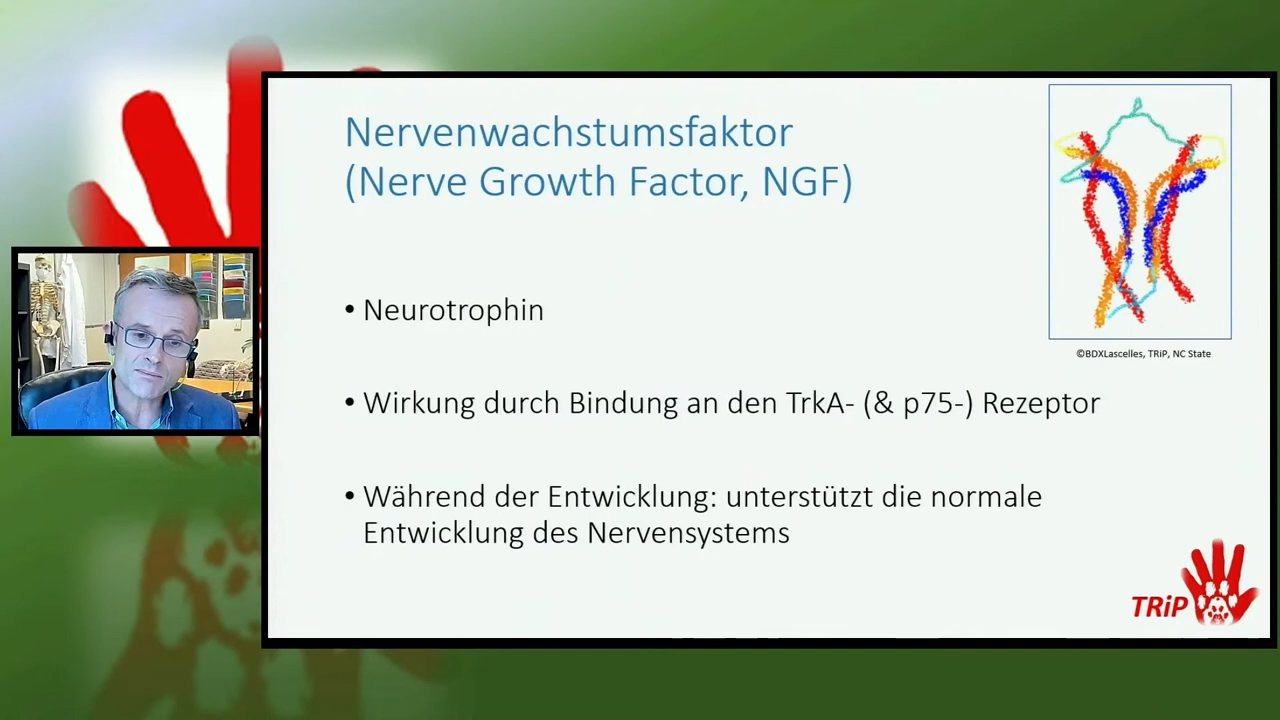 Nervenwachstumsfaktor
(Nerve Growth Factor, NGF)
©BDXLascelles, TRiP, NC State
• Neurotrophin
• Wirkung durch Bindung an den TrkA- (& p75-) Rezeptor
• Während der Entwicklung: unterstützt die normale
Entwicklung des Nervensystems
TRiP